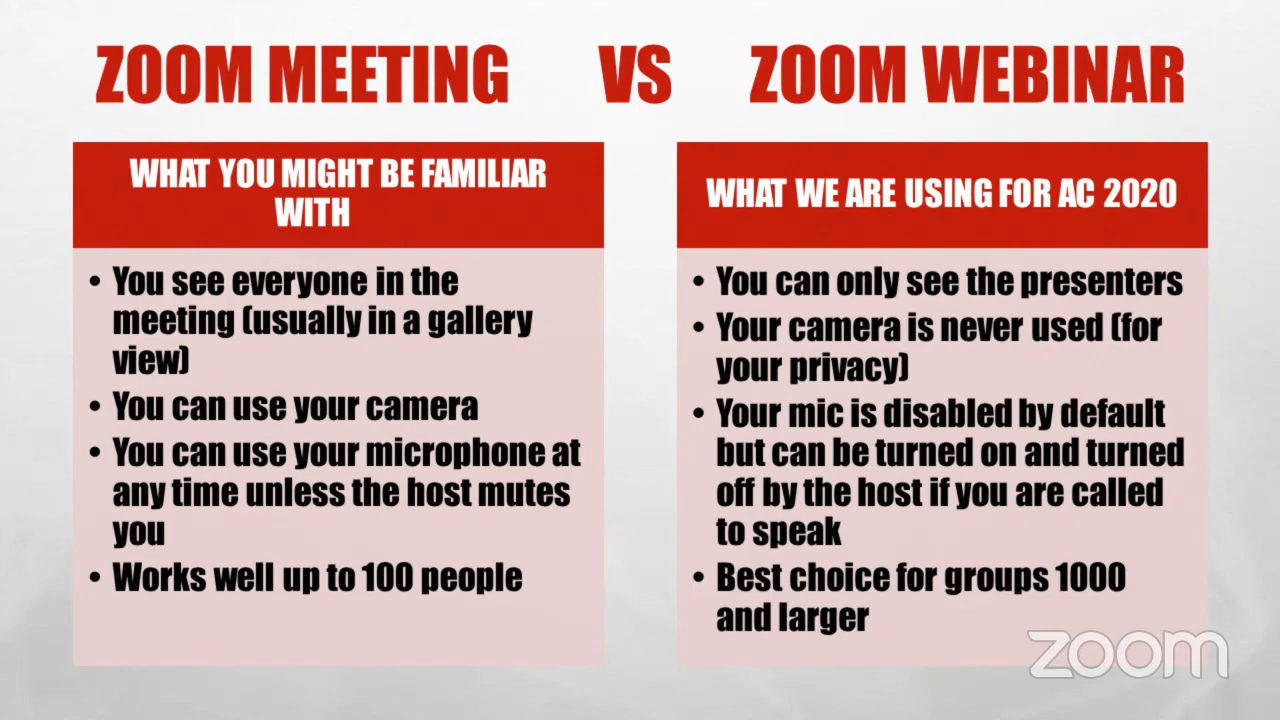 ZOOM MEETING VS ZOOM WEBINAR
WHAT YOU MIGHT BE FAMILIAR
WITH
• You see everyone in the
meeting (usually in a gallery
view)
• You can use your camera
• You can use your microphone at
any time unless the host mutes
you
• Works well up to 100 people
WHAT WE ARE USING FOR AC 2020
• You can only see the presenters
• Your camera is never used (for
your privacy)
• Your mic is disabled by default
but can be turned on and turned
off by the host if you are called
to speak
• Best choice for groups 1000
and larger
zoom